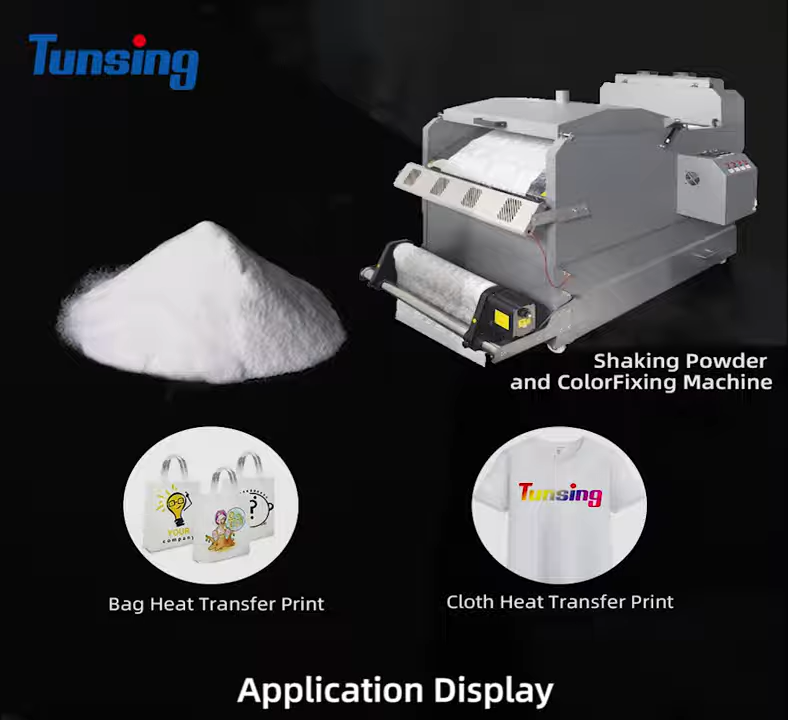 Tunsing
Shaking Powder
and ColorFixing Machine
YOUR
company
?
Tunsing
Bag Heat Transfer Print
Cloth Heat Transfer Print
Application Display